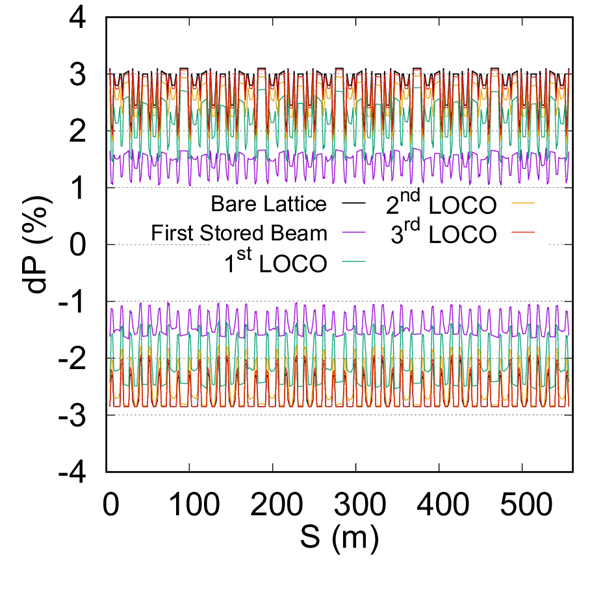 4
3
2
1
0
-1
-2
-3
-4
dP (%)
Bare Lattice
First Stored Beam
1st LOCO
2nd LOCO
3rd LOCO
0 100 200 300 400 500
S (m)